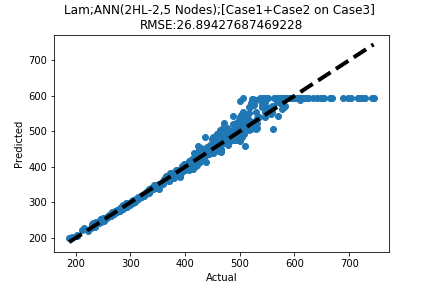 Lam;ANN(2HL-2,5 Nodes);[Case1+Case2 on Case3]
RMSE:26.89427687469228
700
600
500
400
300
200
Predicted
200 300 400 500 600 700
Actual